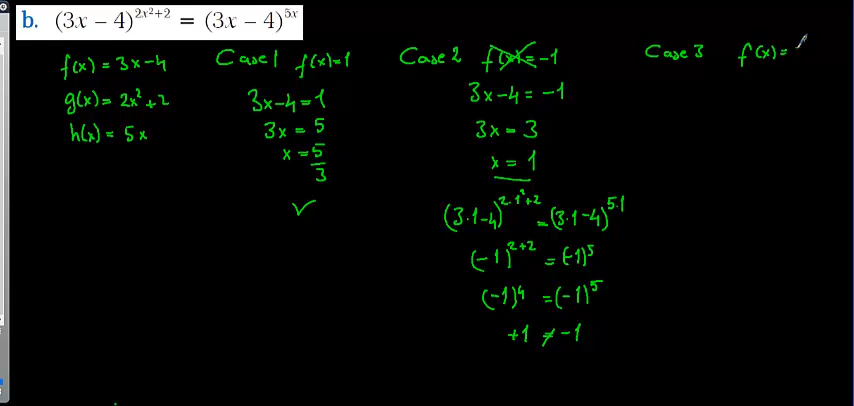 b. (3x − 4)^{2x²+2} = (3x − 4)^{5x}
f(x) = 3x-4
g(x) = 2x² + 2
h(x) = 5x
Case 1 f(x)=1
3x-4 = 1
3x = 5
x = 5/3
✓
Case 2 f(x) = -1
3x-4 = -1
3x = 3
x = 1
(3·1-4)^{2·1²+2} = (3·1-4)^{5·1}
(-1)^{2+2} = (-1)^5
(-1)^4 = (-1)^5
+1 ≠ -1
Case 3 f(x) =